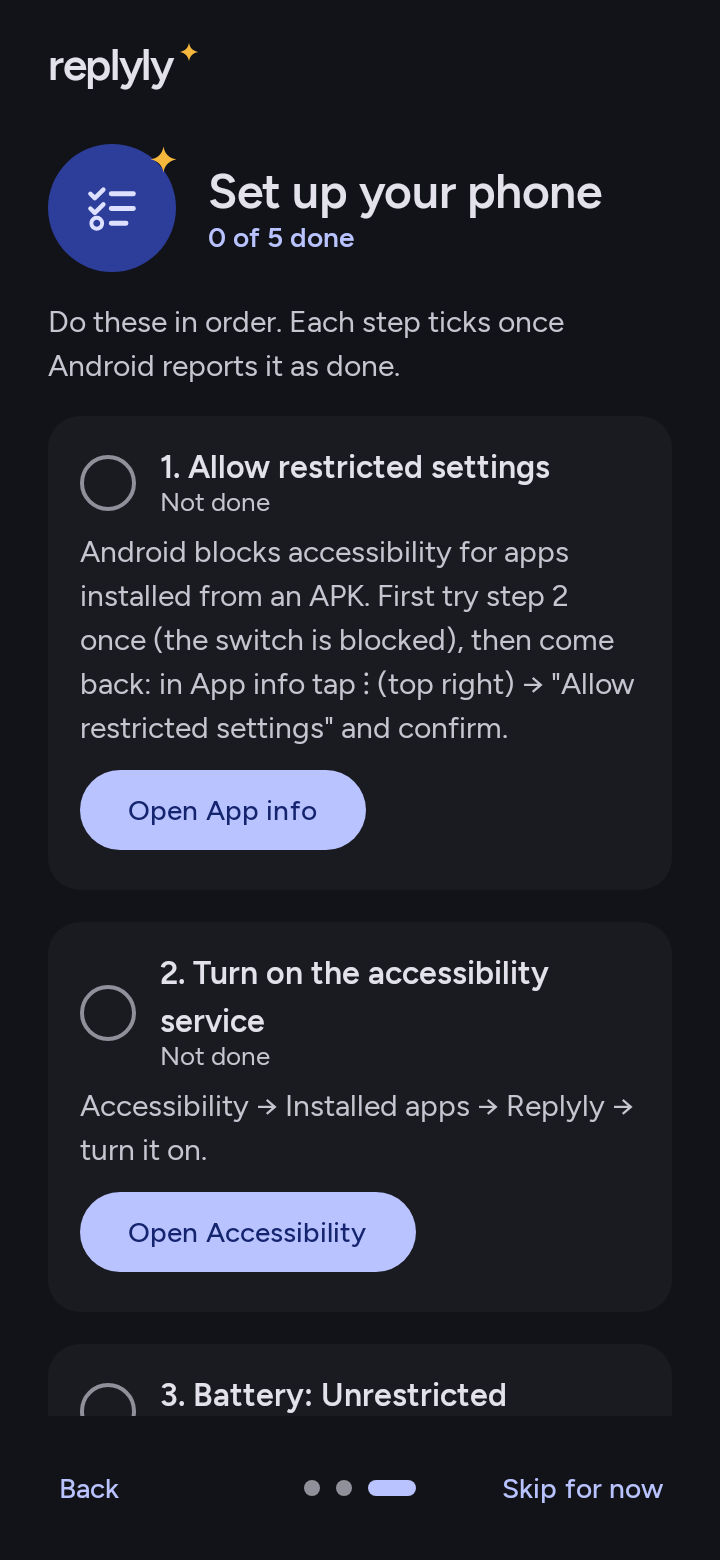 replyly
Set up your phone
0 of 5 done
Do these in order. Each step ticks once
Android reports it as done.
1. Allow restricted settings
Not done
Android blocks accessibility for apps
installed from an APK. First try step 2
once (the switch is blocked), then come
back: in App info tap ⋮ (top right) → "Allow
restricted settings" and confirm.
Open App info
2. Turn on the accessibility
service
Not done
Accessibility → Installed apps → Replyly →
turn it on.
Open Accessibility
3. Battery: Unrestricted
Back
Skip for now